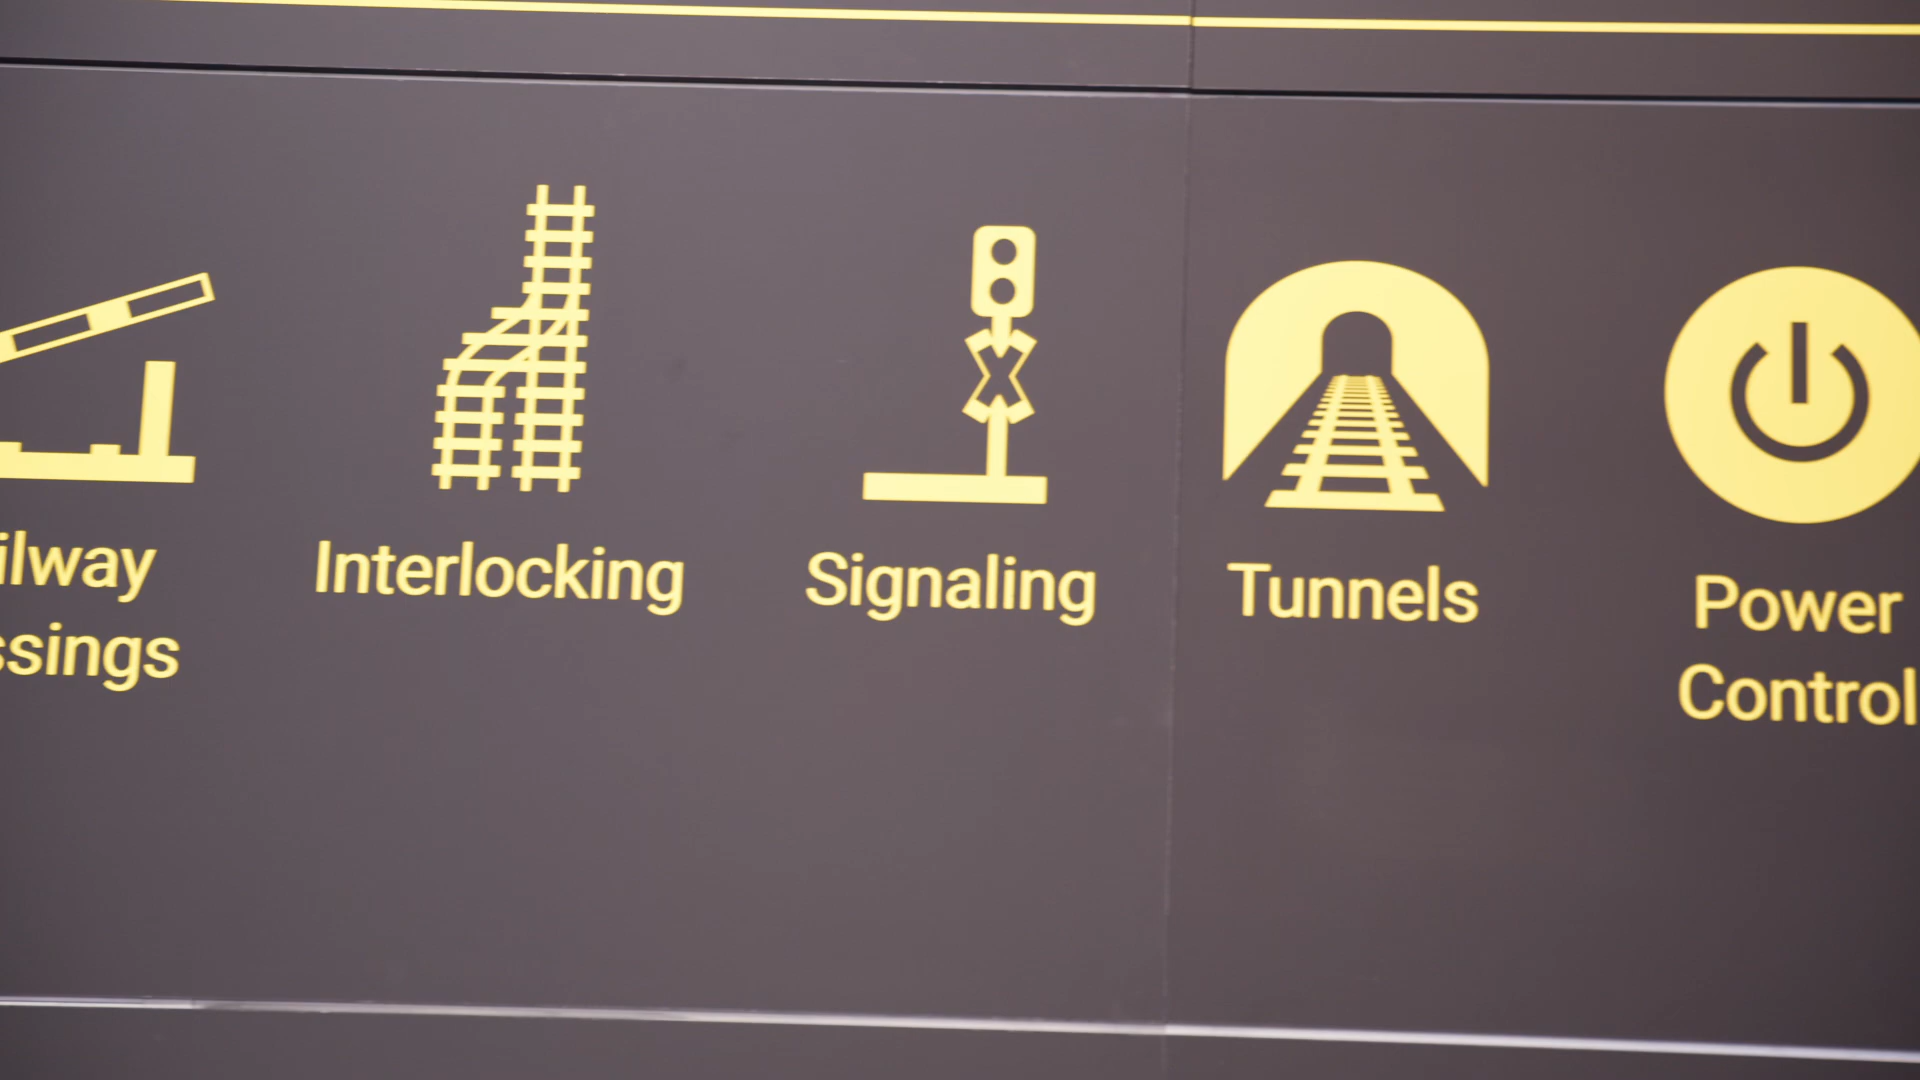 ilway
ssings
Interlocking
Signaling
Tunnels
Power
Control